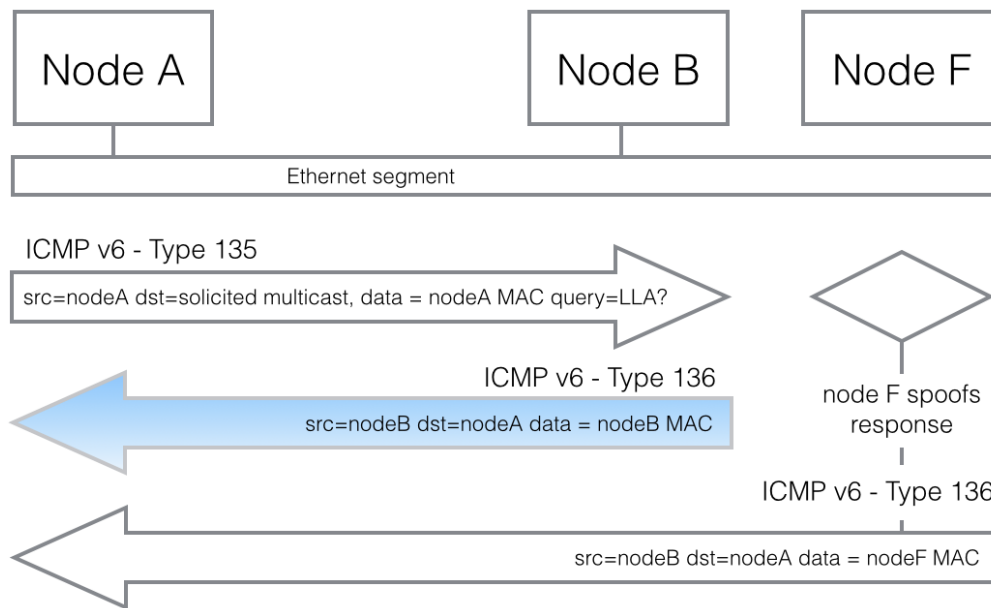 Node A
Node B
Node F
Ethernet segment
ICMP v6 - Type 135
src=nodeA dst=solicited multicast, data = nodeA MAC query=LLA?
ICMP v6 - Type 136
src=nodeB dst=nodeA data = nodeB MAC
node F spoofs
response
ICMP v6 - Type 136
src=nodeB dst=nodeA data = nodeF MAC